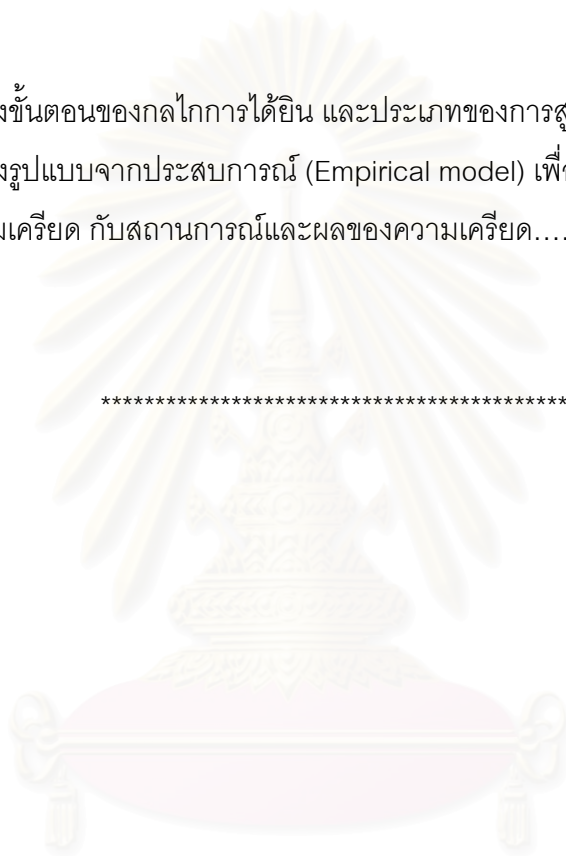 งขั้นตอนของกลไกการได้ยิน และประเภทของการสู
งรูปแบบจากประสบการณ์ (Empirical model) เพื่
มเครียด กับสถานการณ์และผลของความเครียด....
*******************************************